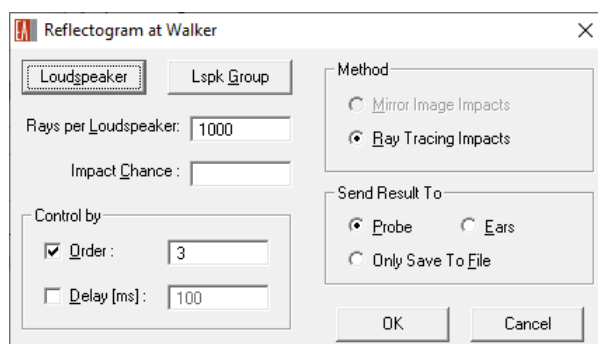 EA Reflectogram at Walker
Loudspeaker
Lspk Group
Rays per Loudspeaker: 1000
Impact Chance :
Control by
Order : 3
Delay [ms] : 100
Method
Mirror Image Impacts
Ray Tracing Impacts
Send Result To
Probe
Ears
Only Save To File
OK
Cancel